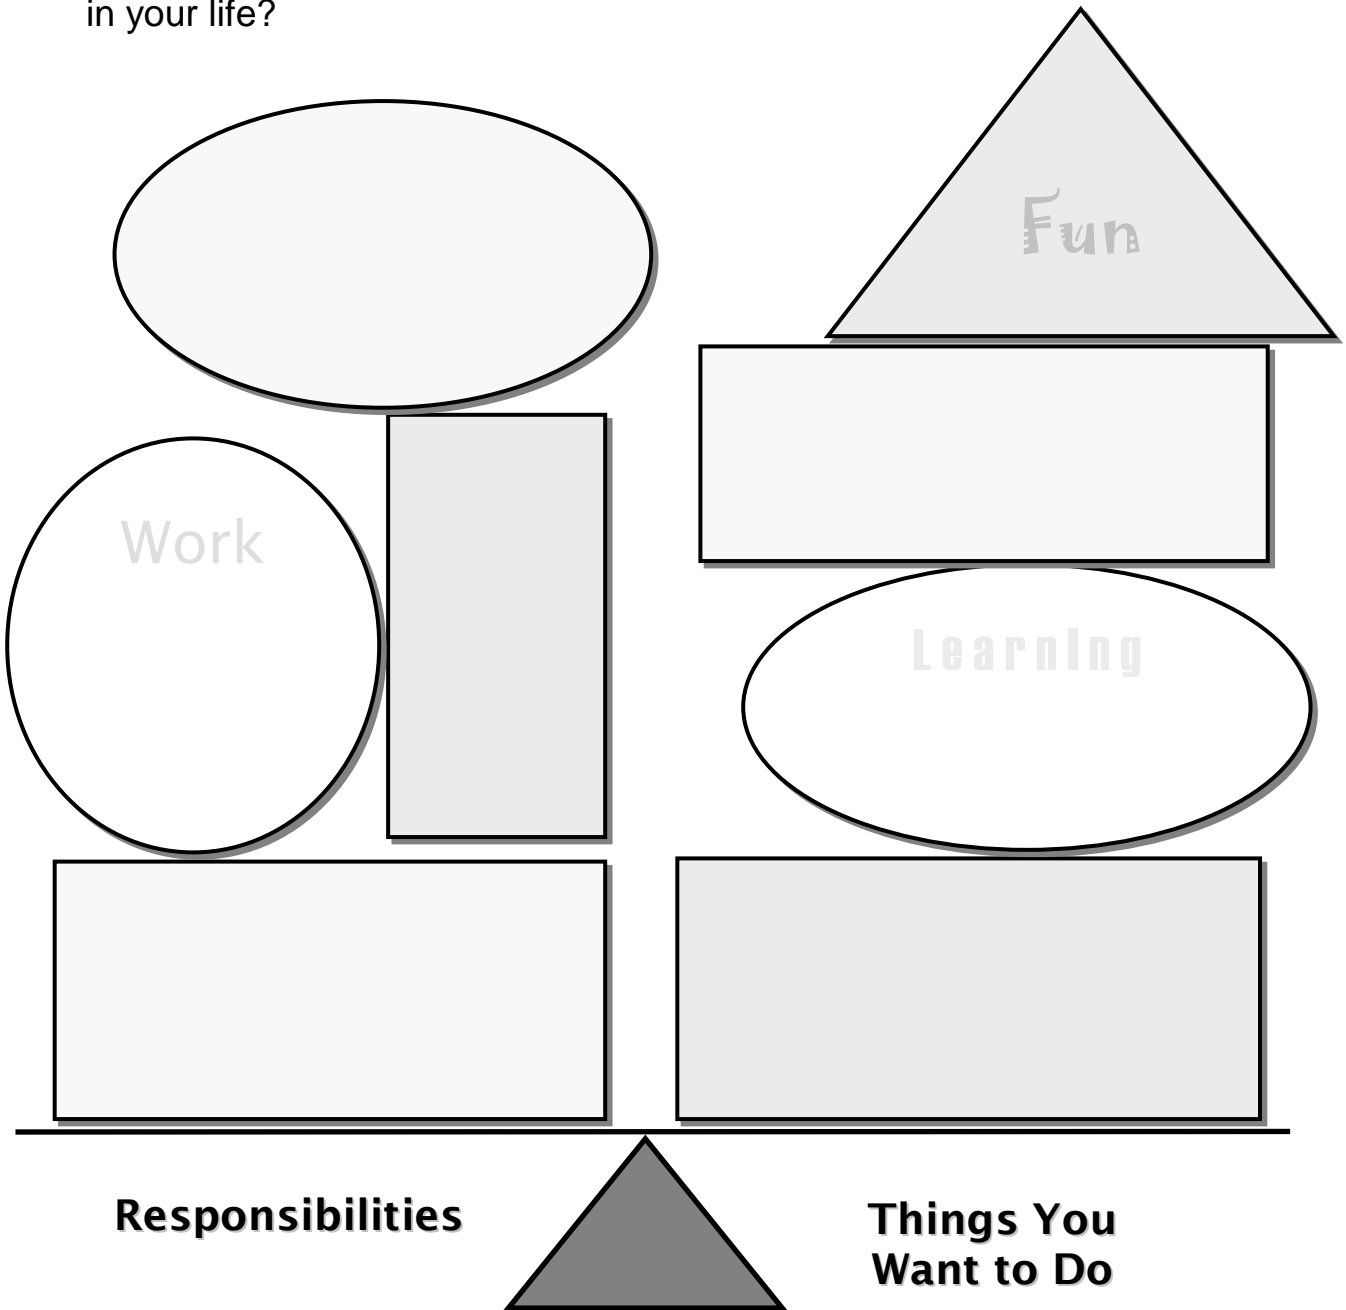 in your life?
Fun
Work
Learning
Responsibilities
Things You
Want to Do